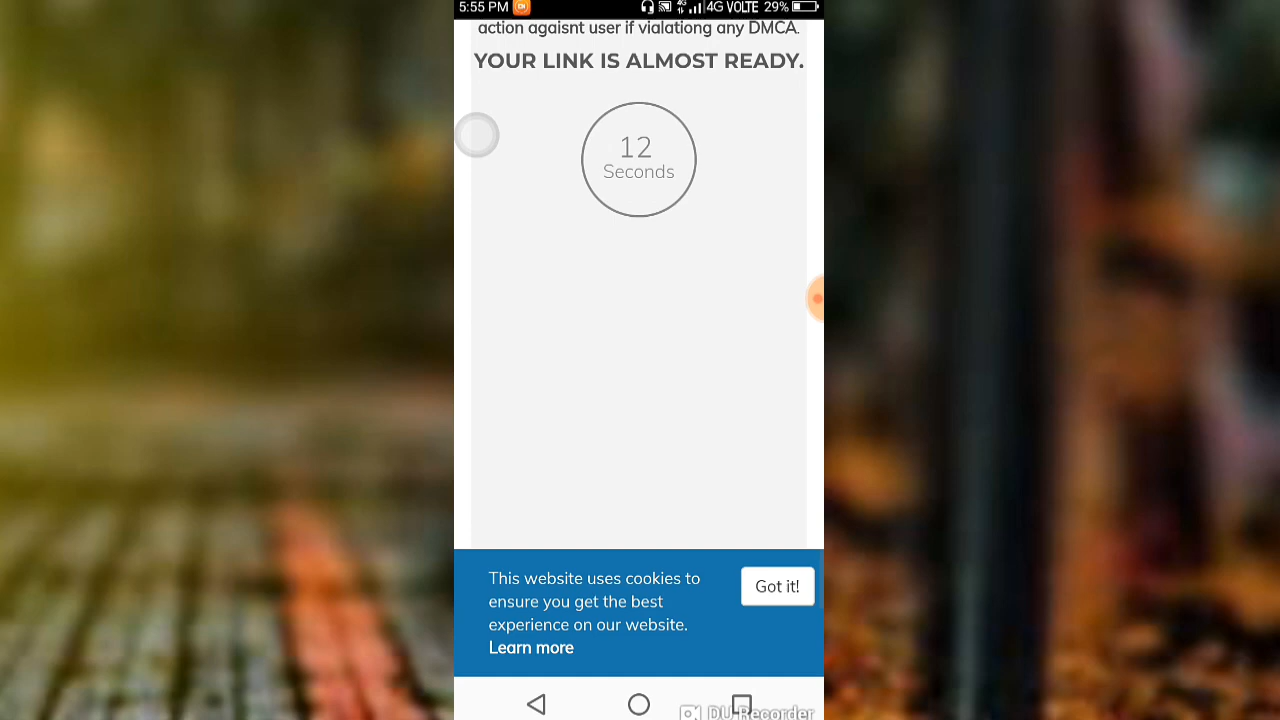 5:55 PM 4G 4G VOLTE 29%
action agaisnt user if vialationg any DMCA.
YOUR LINK IS ALMOST READY.
12
Seconds
This website uses cookies to
ensure you get the best
experience on our website.
Learn more
Got it!
DU Recorder